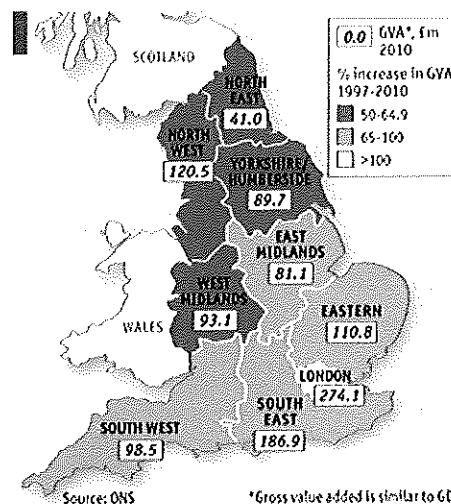 SCOTLAND
0.0 GVA*, £m
2010
% increase in GVA
1997-2010
50-64.9
65-100
>100
NORTH
EAST
41.0
NORTH
WEST
120.5
YORKSHIRE/
HUMBERSIDE
89.7
EAST
MIDLANDS
81.1
WEST
MIDLANDS
93.1
WALES
EASTERN
110.8
LONDON
274.1
SOUTH
EAST
186.9
SOUTH WEST
98.5
Source: ONS
*Gross value added is similar to GD